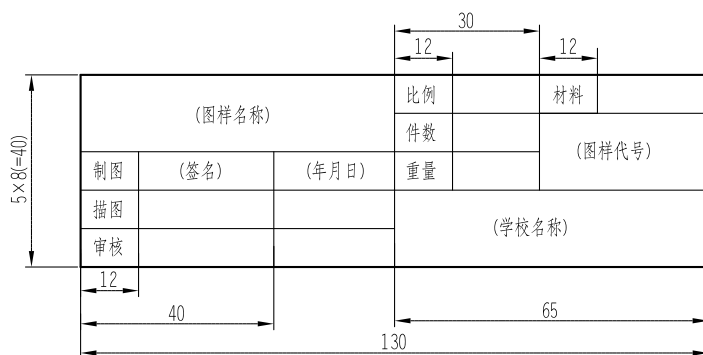 30
12
12
比例
材料
(图样名称)
件数
(图样代号)
5×8(=40)
制图
(签名)
(年月日)
重量
描图
(学校名称)
审核
12
40
65
130